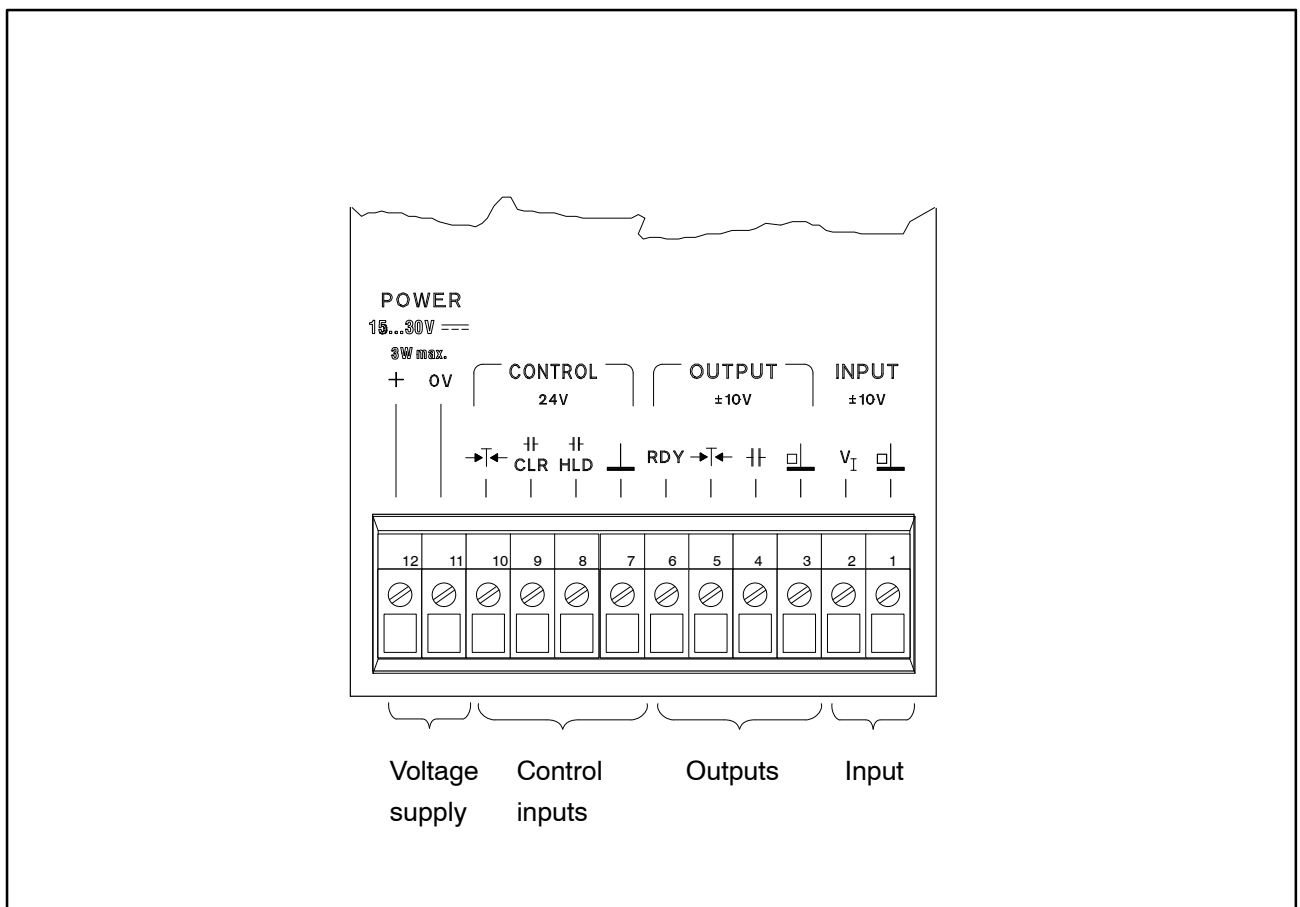 POWER
15...30V
3W max.
+ 0V
CONTROL
24V
OUTPUT
±10V
INPUT
±10V
CLR HLD RDY V_I
12 11 10 9 8 7 6 5 4 3 2 1
Voltage supply
Control inputs
Outputs
Input